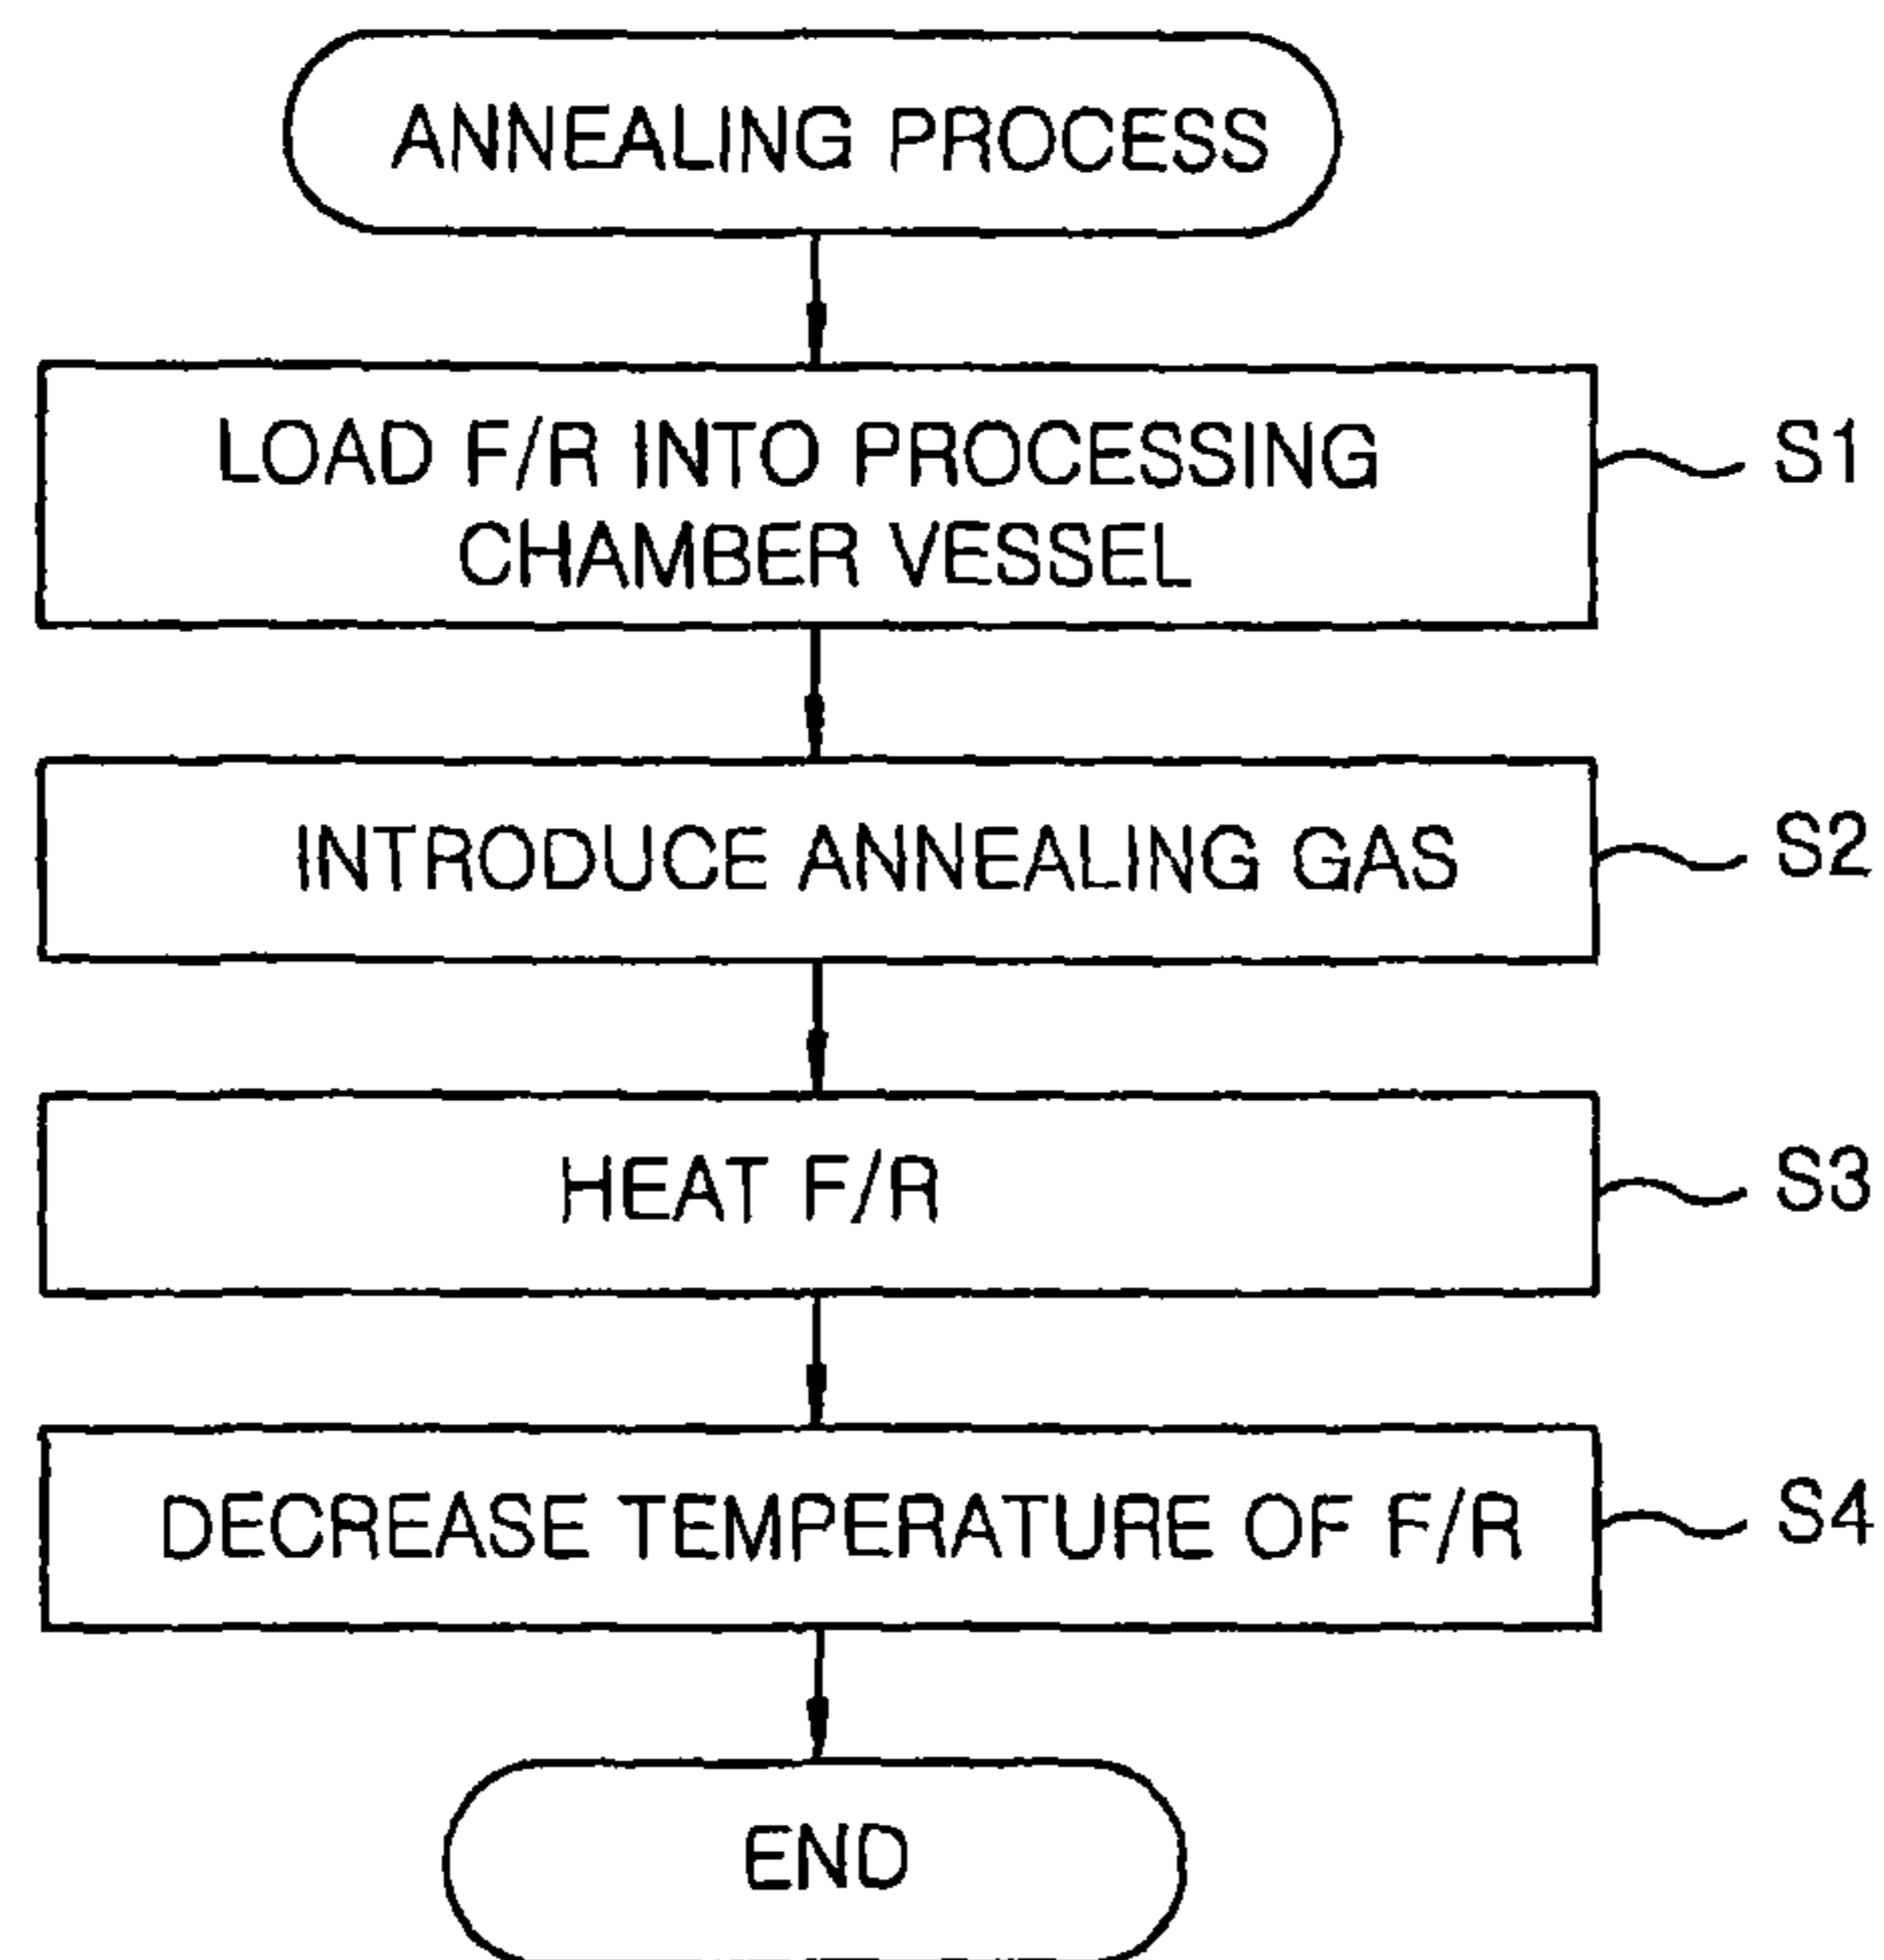 ANNEALING PROCESS
LOAD F/R INTO PROCESSING
CHAMBER VESSEL
S1
INTRODUCE ANNEALING GAS
S2
HEAT F/R
S3
DECREASE TEMPERATURE OF F/R
S4
END